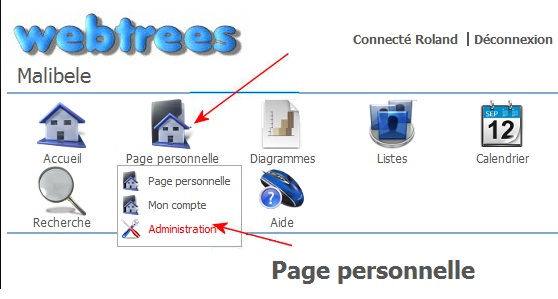 webtrees
Connecté Roland | Déconnexion
Malibele
Accueil
Page personnelle
Diagrammes
Listes
SEP
12
Calendrier
Page personnelle
Mon compte
Administration
Recherche
?
Aide
Page personnelle